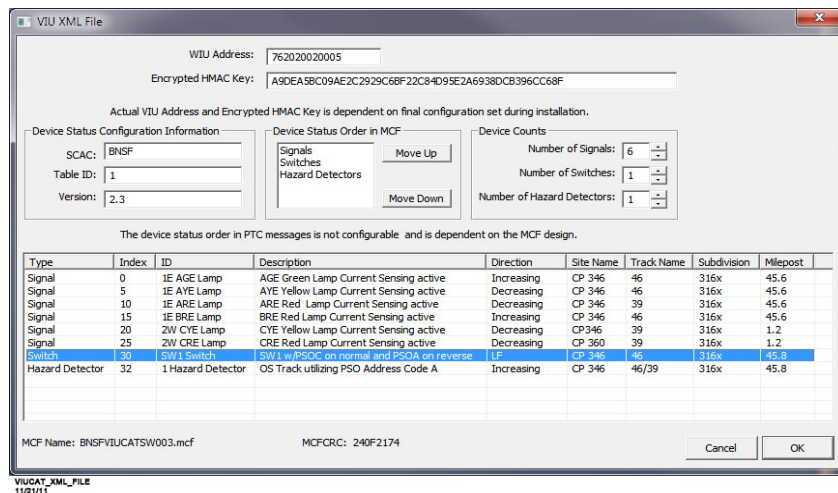 VIU XML File
WIU Address: 762020020005
Encrypted HMAC Key: A9DEA5BC09AE2C2929C6BF22C84D95E2A6938DCB396CC68F
Actual VIU Address and Encrypted HMAC Key is dependent on final configuration set during installation.
Device Status Configuration Information
SCAC: BNSF
Table ID: 1
Version: 2.3
Device Status Order in MCF
Signals
Switches
Hazard Detectors
Move Up
Move Down
Device Counts
Number of Signals: 6
Number of Switches: 1
Number of Hazard Detectors: 1
The device status order in PTC messages is not configurable and is dependent on the MCF design.
Type Index ID Description Direction Site Name Track Name Subdivision Milepost
Signal 0 1E AGE Lamp AGE Green Lamp Current Sensing active Increasing CP 346 46 316x 45.6
Signal 5 1E AYE Lamp AYE Yellow Lamp Current Sensing active Decreasing CP 346 46 316x 45.6
Signal 10 1E ARE Lamp ARE Red Lamp Current Sensing active Decreasing CP 346 39 316x 45.6
Signal 15 1E BRE Lamp BRE Red Lamp Current Sensing active Increasing CP 346 39 316x 45.6
Signal 20 2W CYE Lamp CYE Yellow Lamp Current Sensing active Decreasing CP346 39 316x 1.2
Signal 25 2W CRE Lamp CRE Red Lamp Current Sensing active Decreasing CP 360 39 316x 1.2
Switch 30 SW1 Switch SW1 w/PSOC on normal and PSOA on reverse LF CP 346 46 316x 45.8
Hazard Detector 32 1 Hazard Detector OS Track utilizing PSO Address Code A Increasing CP 346 46/39 316x 45.8
MCF Name: BNSFVIUCATSW003.mcf
MCFCRC: 240F2174
Cancel
OK
VIUCAT_XML_FILE
11/21/11